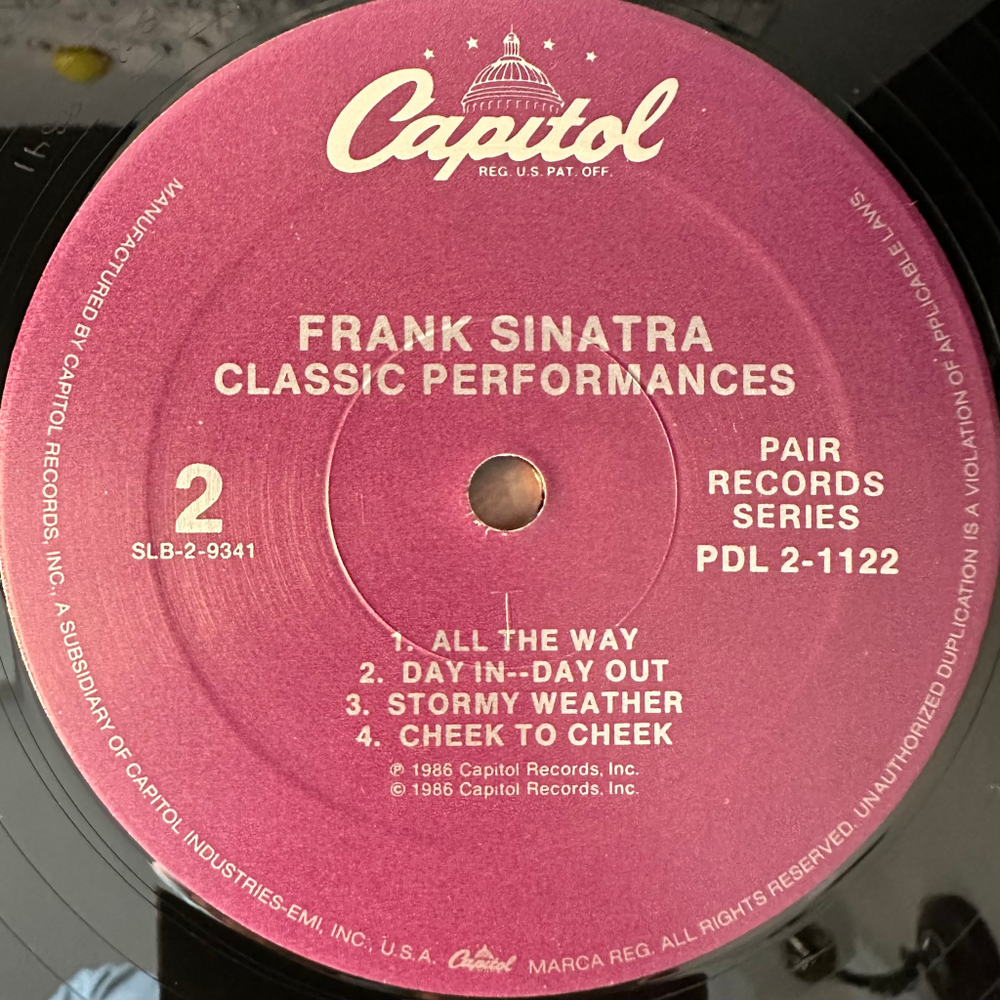 Capitol
REG. U.S. PAT. OFF.
FRANK SINATRA
CLASSIC PERFORMANCES
2
SLB-2-9341
PAIR
RECORDS
SERIES
PDL 2-1122
1. ALL THE WAY
2. DAY IN--DAY OUT
3. STORMY WEATHER
4. CHEEK TO CHEEK
℗ 1986 Capitol Records, Inc.
© 1986 Capitol Records, Inc.
MANUFACTURED BY CAPITOL RECORDS, INC., A SUBSIDIARY OF CAPITOL INDUSTRIES-EMI, INC., U.S.A. Capitol MARCA REG. ALL RIGHTS RESERVED. UNAUTHORIZED DUPLICATION IS A VIOLATION OF APPLICABLE LAWS.